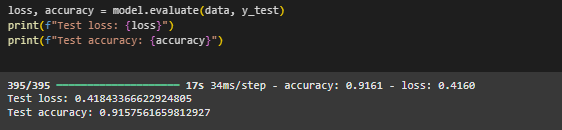 loss, accuracy = model.evaluate(data, y_test)
print(f"Test loss: {loss}")
print(f"Test accuracy: {accuracy}")
395/395 ━━━━━━━━━━━━━━━━━━━━ 17s 34ms/step - accuracy: 0.9161 - loss: 0.4160
Test loss: 0.41843366622924805
Test accuracy: 0.9157561659812927